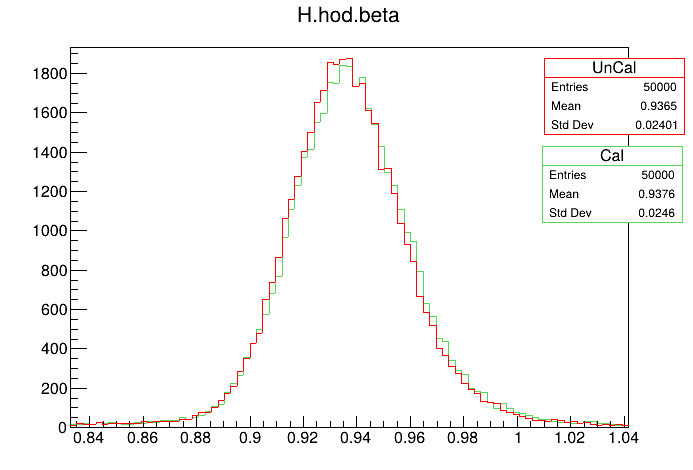 H.hod.beta
UnCal
Entries 50000
Mean 0.9365
Std Dev 0.02401
Cal
Entries 50000
Mean 0.9376
Std Dev 0.0246
1800
1600
1400
1200
1000
800
600
400
200
0
0.84 0.86 0.88 0.9 0.92 0.94 0.96 0.98 1 1.02 1.04